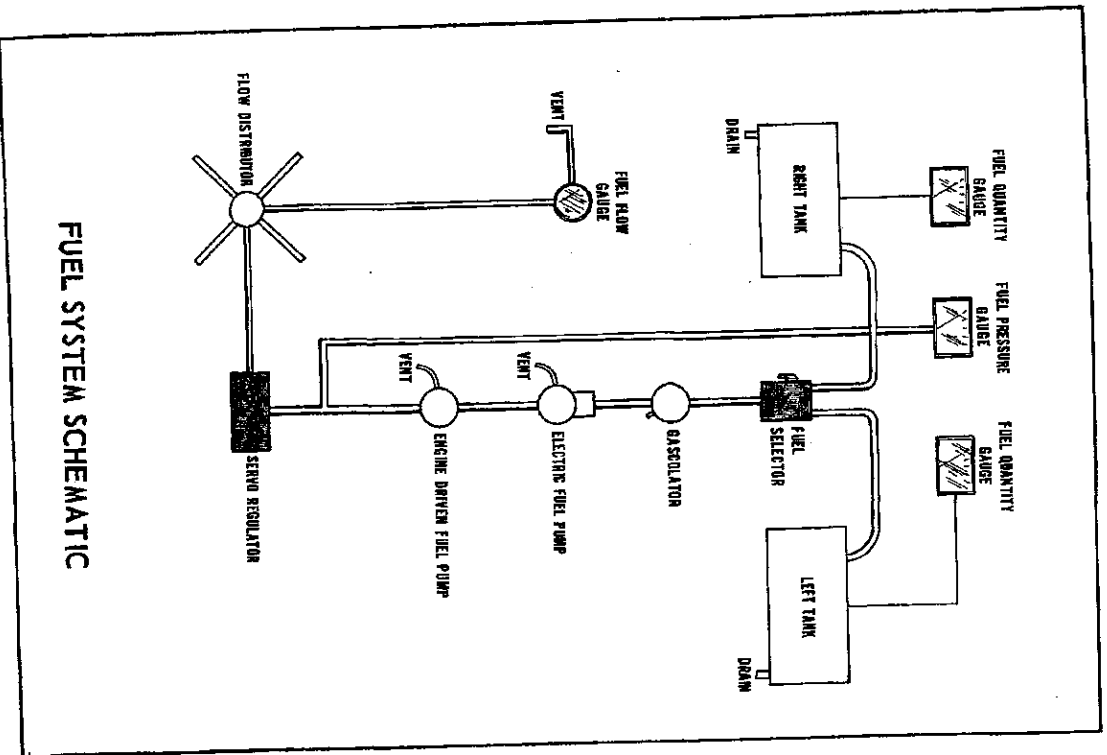 FUEL QUANTITY
GAUGE
FUEL PRESSURE
GAUGE
FUEL QUANTITY
GAUGE
RIGHT TANK
DRAIN
FUEL
SELECTOR
LEFT TANK
DRAIN
GASCOLATOR
VENT
FUEL FLOW
GAUGE
VENT
ELECTRIC FUEL PUMP
VENT
ENGINE DRIVEN FUEL PUMP
FLOW DISTRIBUTOR
SERVO REGULATOR
FUEL SYSTEM SCHEMATIC